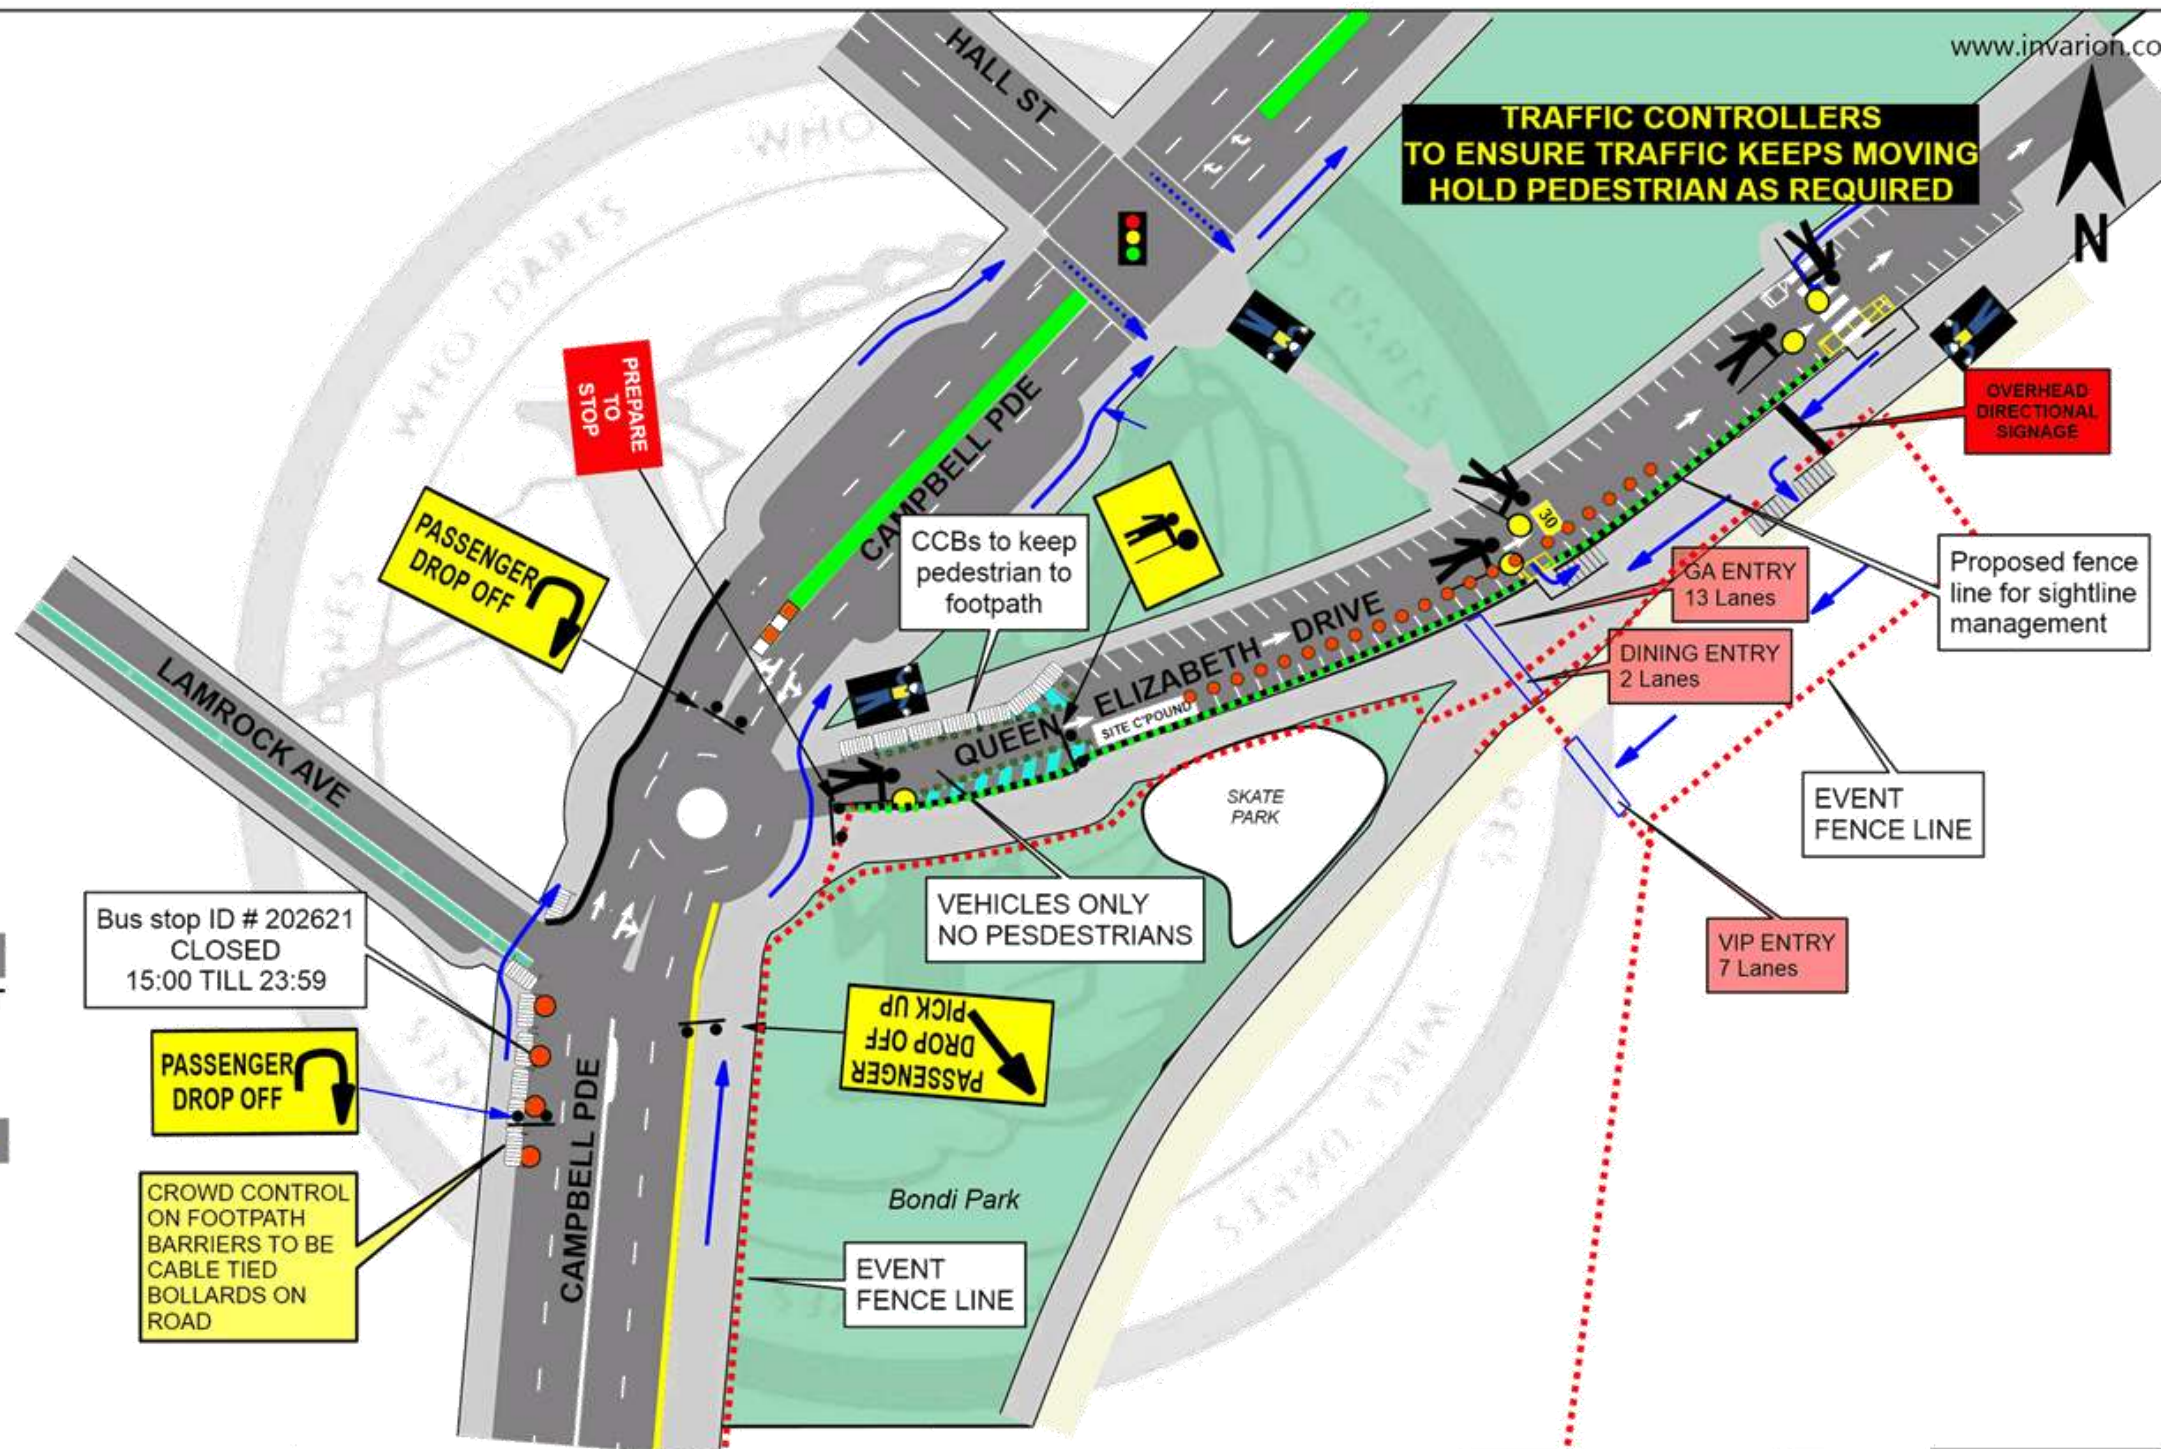 www.invarion.co
HALL ST
TRAFFIC CONTROLLERS
TO ENSURE TRAFFIC KEEPS MOVING
HOLD PEDESTRIAN AS REQUIRED
N
PREPARE
TO
STOP
OVERHEAD
DIRECTIONAL
SIGNAGE
CAMPBELL PDE
PASSENGER
DROP OFF
CCBs to keep
pedestrian to
footpath
30
GA ENTRY
13 Lanes
Proposed fence
line for sightline
management
DINING ENTRY
2 Lanes
QUEEN ELIZABETH DRIVE
SITE C'POUND
LAMROCK AVE
SKATE
PARK
EVENT
FENCE LINE
VEHICLES ONLY
NO PESDESTRIANS
Bus stop ID # 202621
CLOSED
15:00 TILL 23:59
VIP ENTRY
7 Lanes
PASSENGER
DROP OFF
PICK UP
PASSENGER
DROP OFF
CAMPBELL PDE
CROWD CONTROL
ON FOOTPATH
BARRIERS TO BE
CABLE TIED
BOLLARDS ON
ROAD
Bondi Park
EVENT
FENCE LINE
WHO DARES
WHO DARES WINS